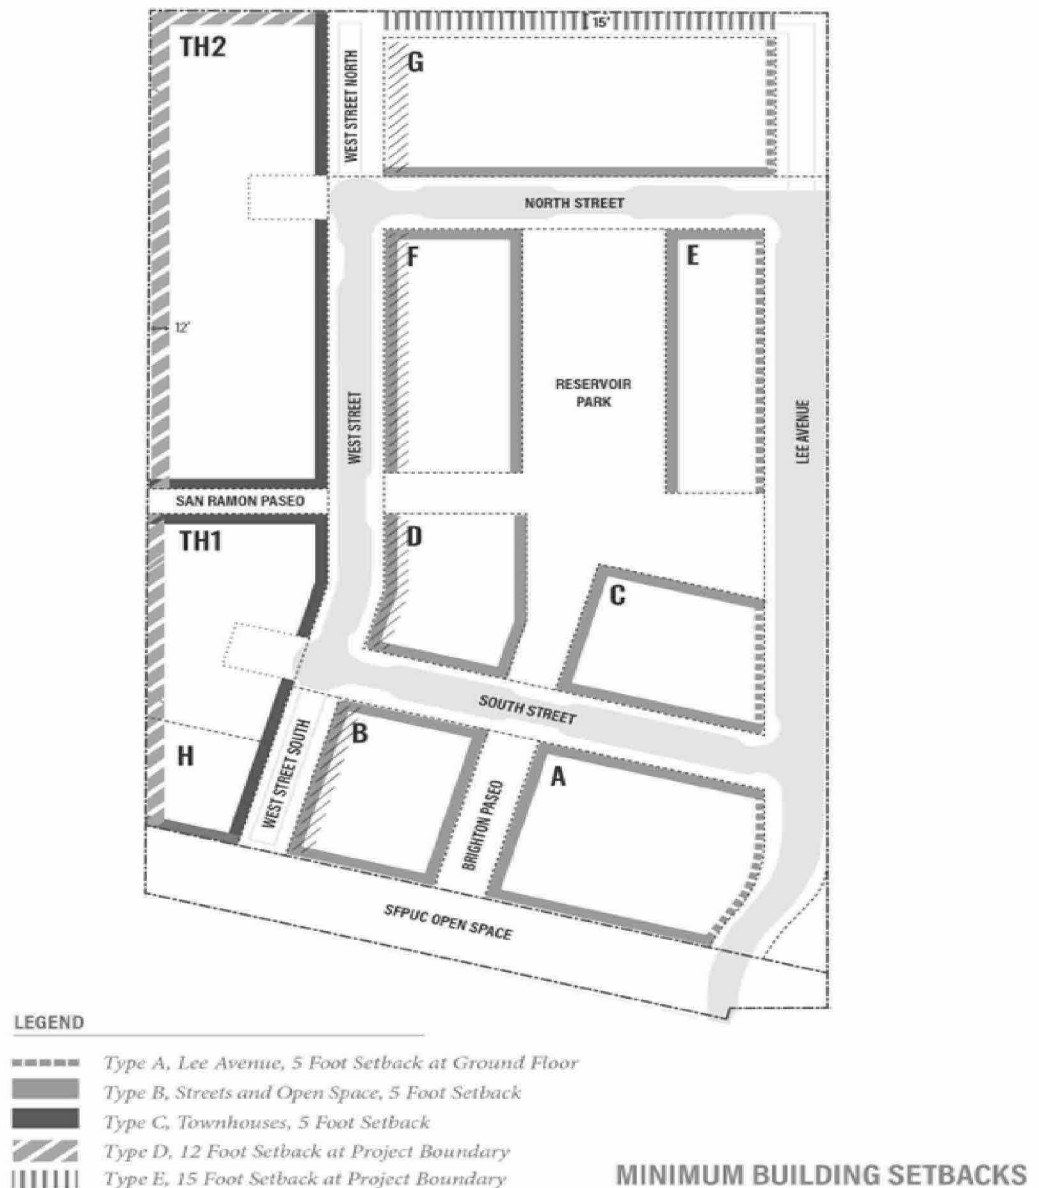 15'
TH2
G
WEST STREET NORTH
NORTH STREET
F
E
12'
RESERVOIR
PARK
WEST STREET
LEE AVENUE
SAN RAMON PASEO
TH1
D
C
SOUTH STREET
B
H
WEST STREET SOUTH
A
BRIGHTON PASEO
SFPUC OPEN SPACE
LEGEND
Type A, Lee Avenue, 5 Foot Setback at Ground Floor
Type B, Streets and Open Space, 5 Foot Setback
Type C, Townhouses, 5 Foot Setback
Type D, 12 Foot Setback at Project Boundary
Type E, 15 Foot Setback at Project Boundary
MINIMUM BUILDING SETBACKS